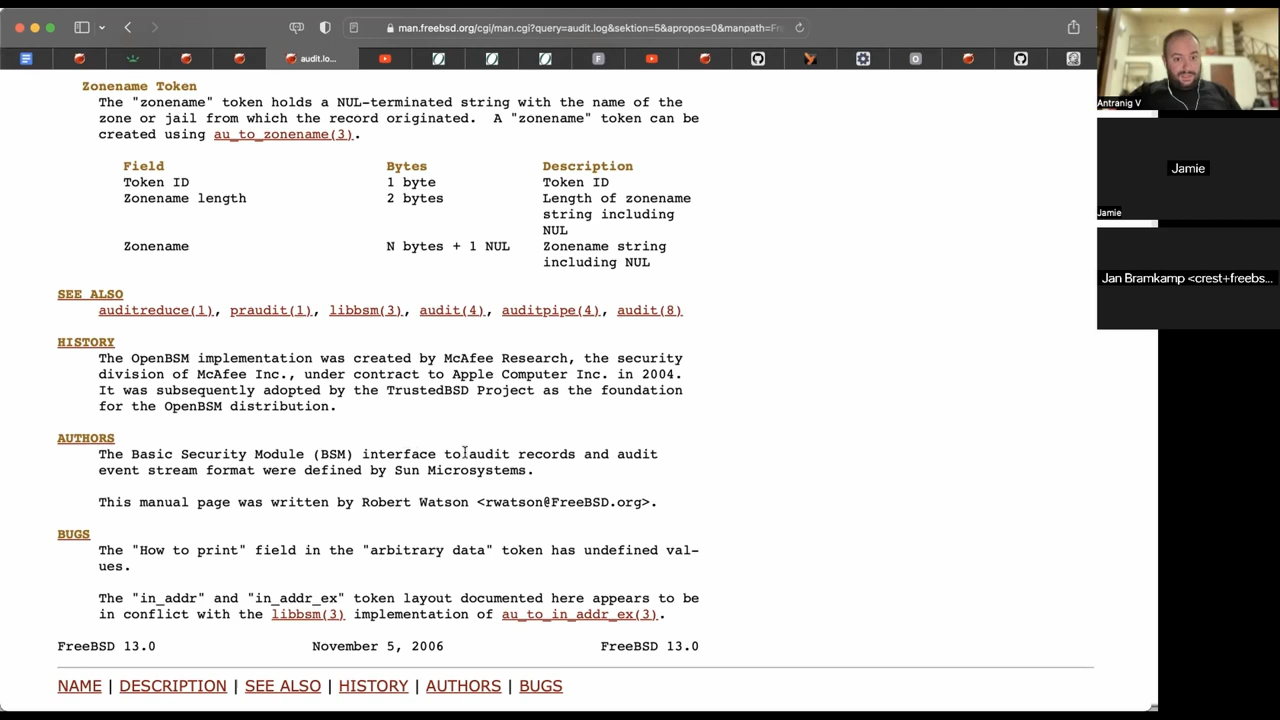 man.freebsd.org/cgi/man.cgi?query=audit.log&sektion=5&apropos=0&manpath=Fr
audit.lo...
Zonename Token
The "zonename" token holds a NUL-terminated string with the name of the
zone or jail from which the record originated. A "zonename" token can be
created using au_to_zonename(3).
Field Bytes Description
Token ID 1 byte Token ID
Zonename length 2 bytes Length of zonename
string including
NUL
Zonename N bytes + 1 NUL Zonename string
including NUL
SEE ALSO
auditreduce(1), praudit(1), libbsm(3), audit(4), auditpipe(4), audit(8)
HISTORY
The OpenBSM implementation was created by McAfee Research, the security
division of McAfee Inc., under contract to Apple Computer Inc. in 2004.
It was subsequently adopted by the TrustedBSD Project as the foundation
for the OpenBSM distribution.
AUTHORS
The Basic Security Module (BSM) interface to audit records and audit
event stream format were defined by Sun Microsystems.
This manual page was written by Robert Watson <rwatson@FreeBSD.org>.
BUGS
The "How to print" field in the "arbitrary data" token has undefined val-
ues.
The "in_addr" and "in_addr_ex" token layout documented here appears to be
in conflict with the libbsm(3) implementation of au_to_in_addr_ex(3).
FreeBSD 13.0 November 5, 2006 FreeBSD 13.0
NAME | DESCRIPTION | SEE ALSO | HISTORY | AUTHORS | BUGS
Antranig V
Jamie
Jamie
Jan Bramkamp <crest+freebs...